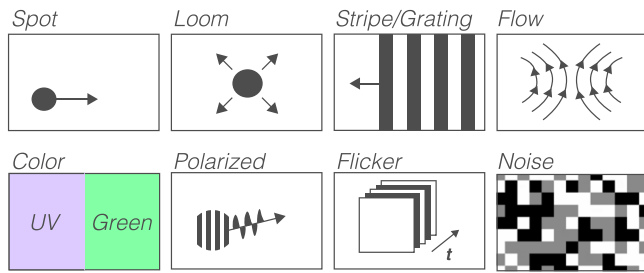 Spot
Loom
Stripe/Grating
Flow
Color
Polarized
Flicker
Noise
UV
Green
t